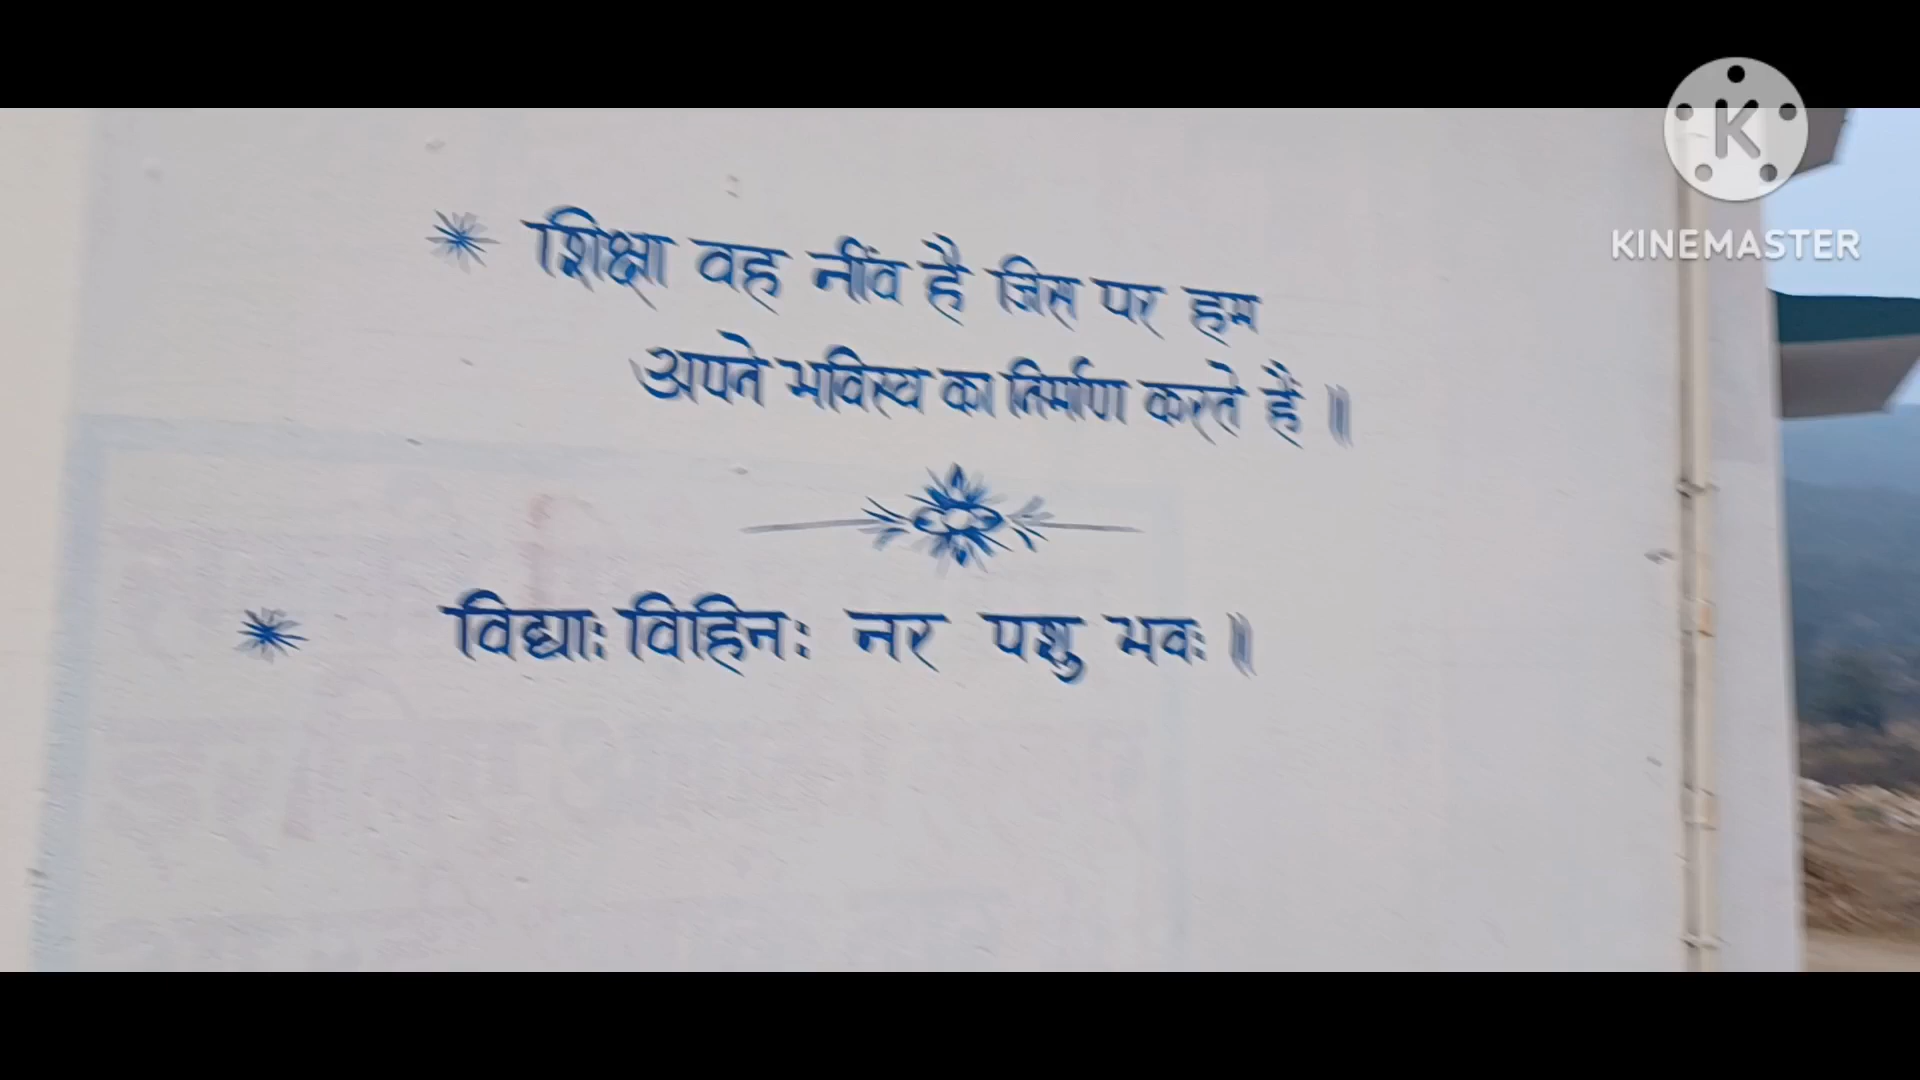 शिक्षा वह नींव है जिस पर हम
अपने भविस्य का निर्माण करते हैं ॥
विद्याः विहिनः नर पशु भवः ॥
K
KINEMASTER